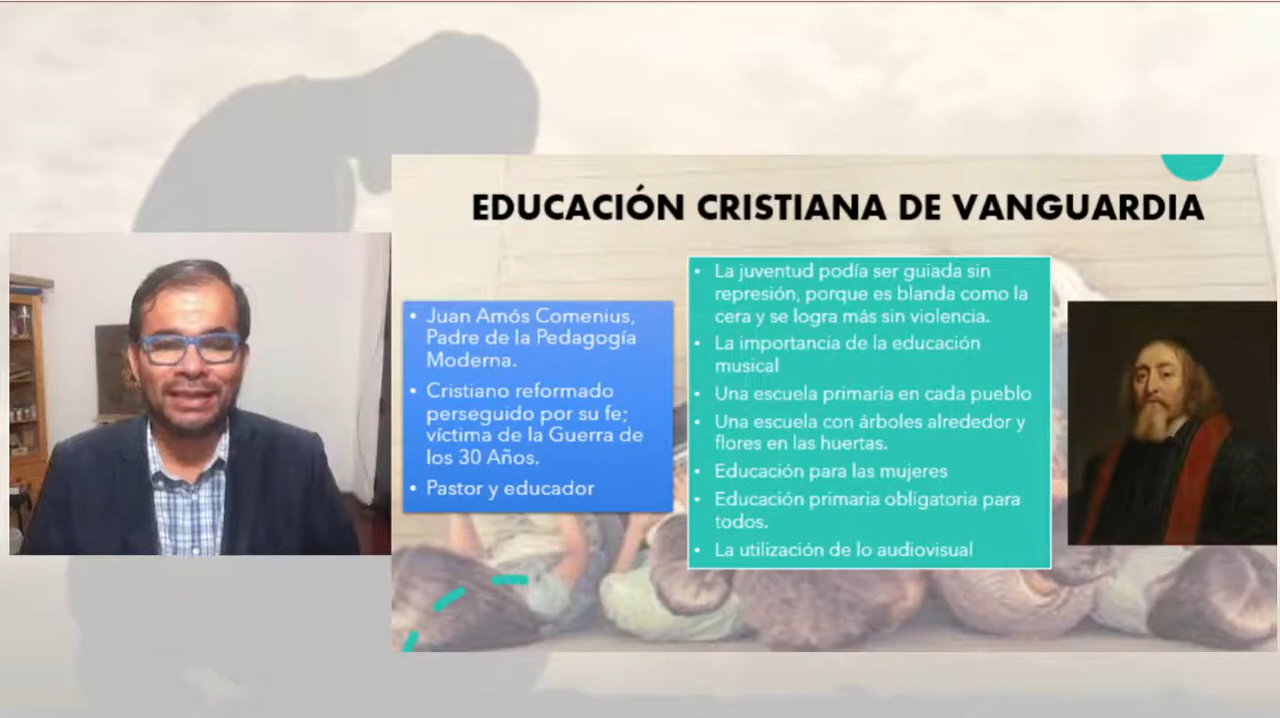 EDUCACIÓN CRISTIANA DE VANGUARDIA
• Juan Amós Comenius,
Padre de la Pedagogía
Moderna.
• Cristiano reformado
perseguido por su fe;
víctima de la Guerra de
los 30 Años.
• Pastor y educador
• La juventud podía ser guiada sin
represión, porque es blanda como la
cera y se logra más sin violencia.
• La importancia de la educación
musical
• Una escuela primaria en cada pueblo
• Una escuela con árboles alrededor y
flores en las huertas.
• Educación para las mujeres
• Educación primaria obligatoria para
todos.
• La utilización de lo audiovisual